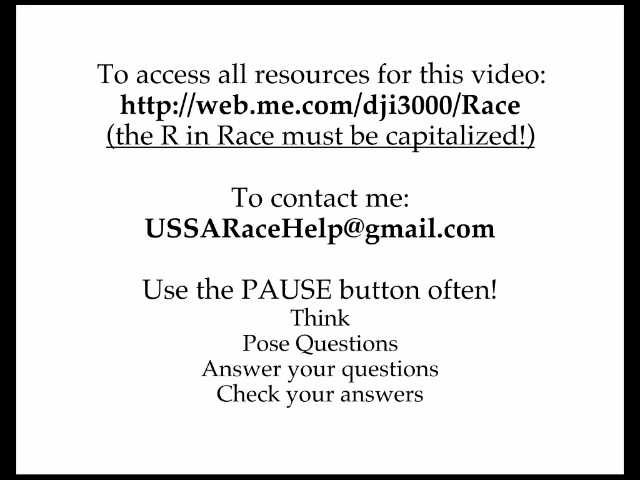 To access all resources for this video:
http://web.me.com/dji3000/Race
(the R in Race must be capitalized!)
To contact me:
USSARaceHelp@gmail.com
Use the PAUSE button often!
Think
Pose Questions
Answer your questions
Check your answers